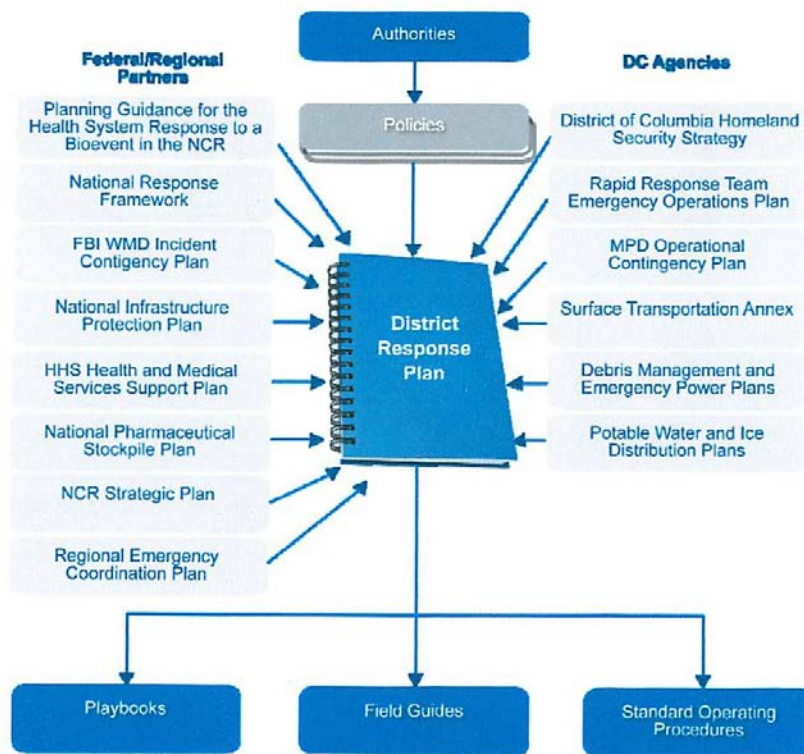 Authorities
Federal/Regional
Partners
DC Agencies
Planning Guidance for the
Health System Response to a
Bioevent in the NCR
Policies
District of Columbia Homeland
Security Strategy
National Response
Framework
Rapid Response Team
Emergency Operations Plan
FBI WMD Incident
Contigency Plan
MPD Operational
Contingency Plan
National Infrastructure
Protection Plan
District
Response
Plan
Surface Transportation Annex
HHS Health and Medical
Services Support Plan
Debris Management and
Emergency Power Plans
National Pharmaceutical
Stockpile Plan
Potable Water and Ice
Distribution Plans
NCR Strategic Plan
Regional Emergency
Coordination Plan
Playbooks
Field Guides
Standard Operating
Procedures